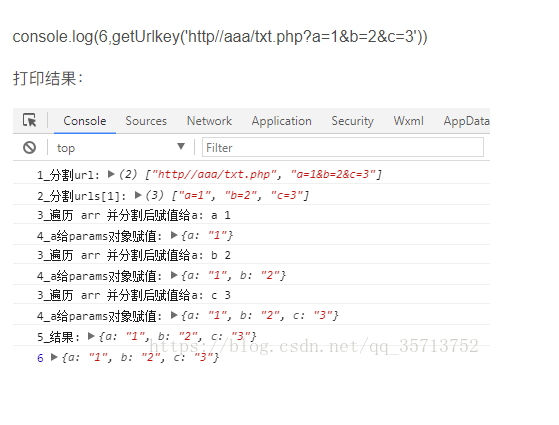 console.log(6,getUrlkey('http//aaa/txt.php?a=1&b=2&c=3'))
打印结果：
Console Sources Network Security Wxml AppData
top ▼ Filter
1_分割url: ▶(2) ["http//aaa/txt.php", "a=1&b=2&c=3"]
2_分割urls[1]: ▶(3) ["a=1", "b=2", "c=3"]
3_遍历 arr 并分割后赋值给a: a 1
4_a给params对象赋值: ▶{a: "1"}
3_遍历 arr 并分割后赋值给a: b 2
4_a给params对象赋值: ▶{a: "1", b: "2"}
3_遍历 arr 并分割后赋值给a: c 3
4_a给params对象赋值: ▶{a: "1", b: "2", c: "3"}
5_结果: ▶{a: "1", b: "2", c: "3"}
https://blog.csdn.net/qq_35713752
6 ▶{a: "1", b: "2", c: "3"}